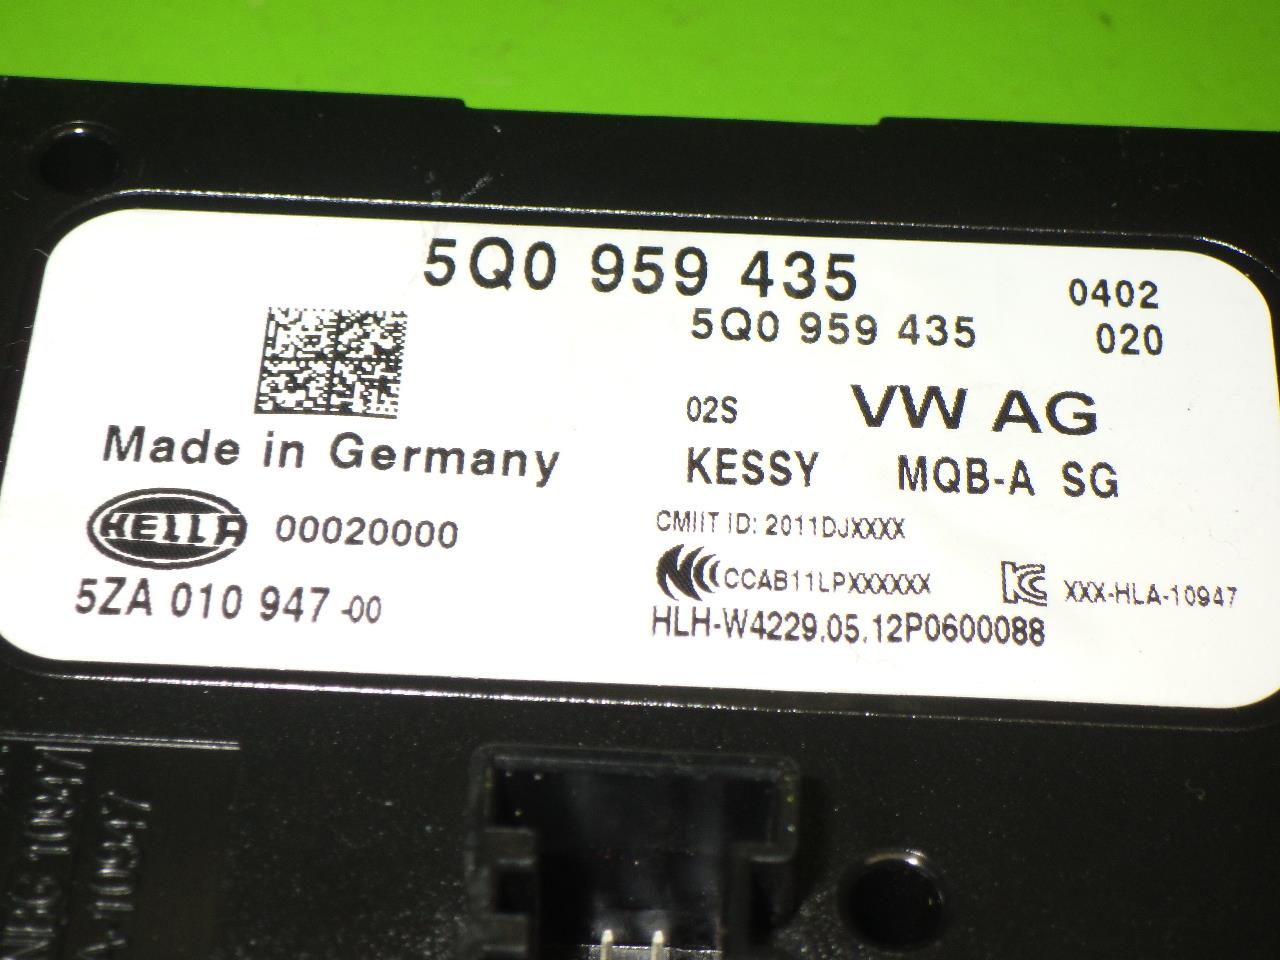 5Q0 959 435 0402
5Q0 959 435 020
02S VW AG
Made in Germany
KESSY MQB-A SG
HELLA 00020000
CMIIT ID: 2011DJXXXX
CCAB11LPXXXXXX
XXX-HLA-10947
5ZA 010 947-00
HLH-W4229.05.12P0600088